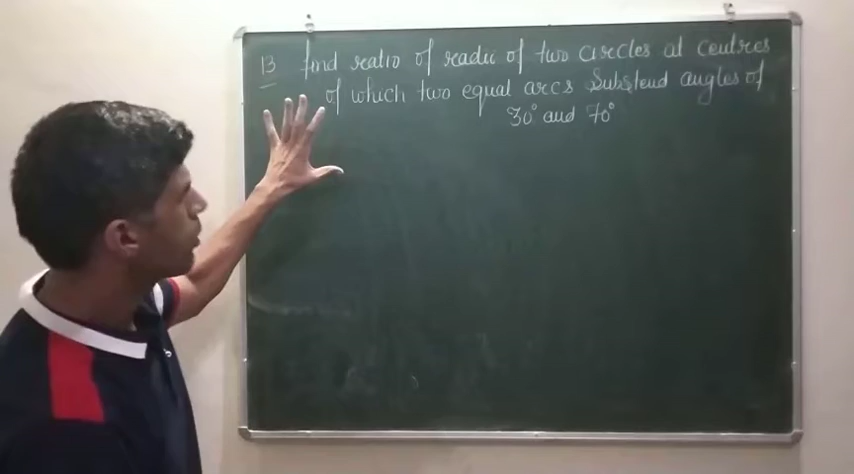 13 find ratio of radii of two circles at centres
of which two equal arcs Substend angles of
30° and 70°